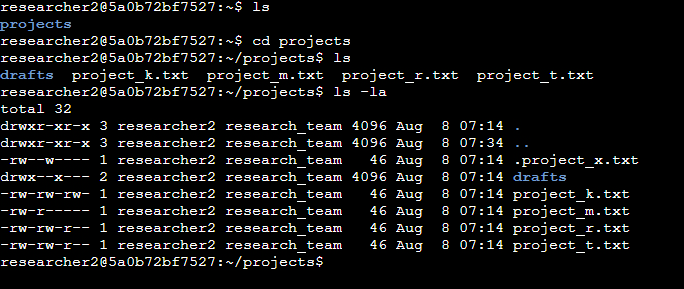 researcher2@5a0b72bf7527:~$ ls
projects
researcher2@5a0b72bf7527:~$ cd projects
researcher2@5a0b72bf7527:~/projects$ ls
drafts  project_k.txt  project_m.txt  project_r.txt  project_t.txt
researcher2@5a0b72bf7527:~/projects$ ls -la
total 32
drwxr-xr-x 3 researcher2 research_team 4096 Aug  8 07:14 .
drwxr-xr-x 3 researcher2 research_team 4096 Aug  8 07:34 ..
-rw--w---- 1 researcher2 research_team   46 Aug  8 07:14 .project_x.txt
drwx--x--- 2 researcher2 research_team 4096 Aug  8 07:14 drafts
-rw-rw-rw- 1 researcher2 research_team   46 Aug  8 07:14 project_k.txt
-rw-r----- 1 researcher2 research_team   46 Aug  8 07:14 project_m.txt
-rw-rw-r-- 1 researcher2 research_team   46 Aug  8 07:14 project_r.txt
-rw-rw-r-- 1 researcher2 research_team   46 Aug  8 07:14 project_t.txt
researcher2@5a0b72bf7527:~/projects$